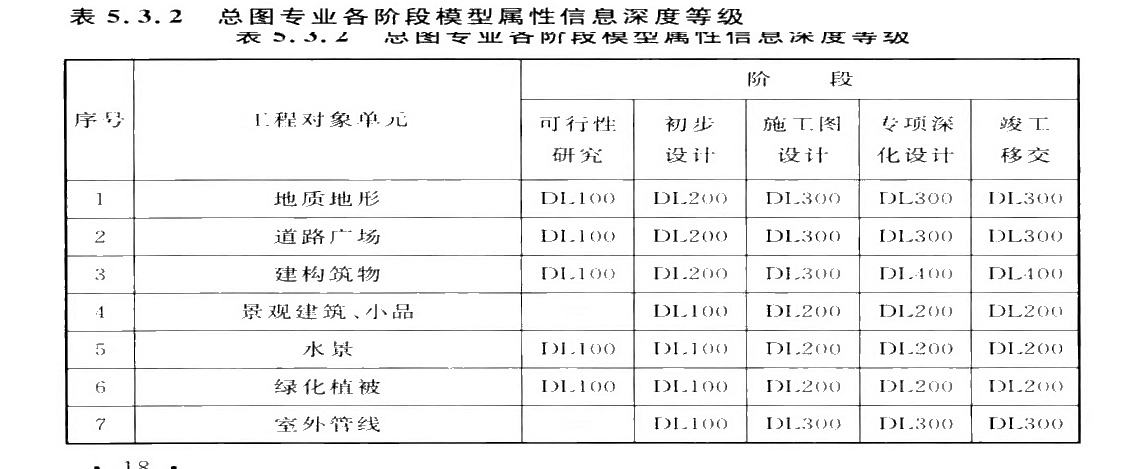 表 5.3.2 总图专业各阶段模型属性信息深度等级
表 5.3.2 总图专业各阶段模型属性信息深度等级
序号 工程对象单元 阶 段
可行性研究 初步设计 施工图设计 专项深化设计 竣工移交
1 地质地形 DL100 DL200 DL300 DL300 DL300
2 道路广场 DL100 DL200 DL300 DL300 DL300
3 建构筑物 DL100 DL200 DL300 DL400 DL400
4 景观建筑、小品 DL100 DL200 DL200 DL200
5 水景 DL100 DL100 DL200 DL200 DL200
6 绿化植被 DL100 DL100 DL200 DL200 DL200
7 室外管线 DL100 DL300 DL300 DL300
· 18 ·